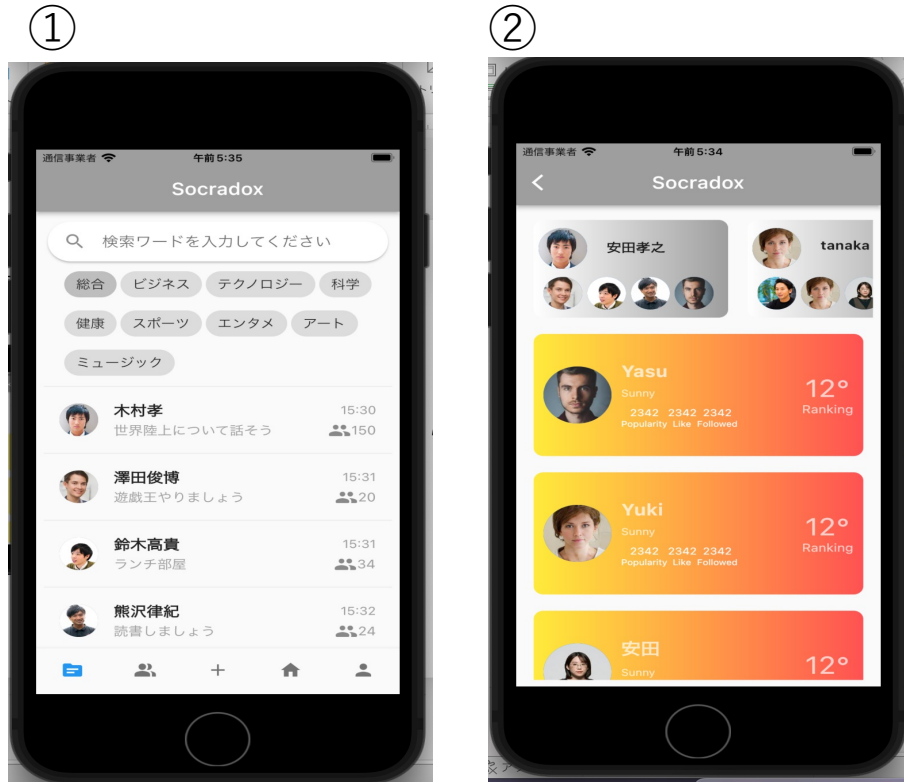 ①
通信事業者 午前5:35
Socradox
検索ワードを入力してください
総合 ビジネス テクノロジー 科学
健康 スポーツ エンタメ アート
ミュージック
木村孝 15:30
世界陸上について話そう 150
澤田俊博 15:31
遊戯王やりましょう 20
鈴木高貴 15:31
ランチ部屋 34
熊沢律紀 15:32
読書しましょう 24
②
通信事業者 午前5:34
Socradox
安田孝之 tanaka
Yasu
Sunny
12°
Ranking
2342 2342 2342
Popularity Like Followed
Yuki
Sunny
12°
Ranking
2342 2342 2342
Popularity Like Followed
安田
Sunny
12°